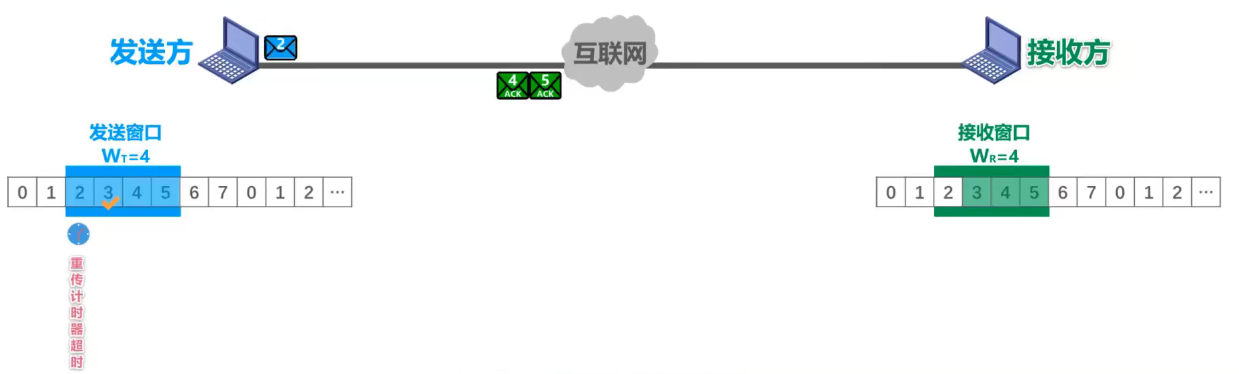 发送方
2
互联网
接收方
4 ACK
5 ACK
发送窗口
WT=4
接收窗口
WR=4
0 1 2 3 4 5 6 7 0 1 2 ···
0 1 2 3 4 5 6 7 0 1 2 ···
重传计时器超时